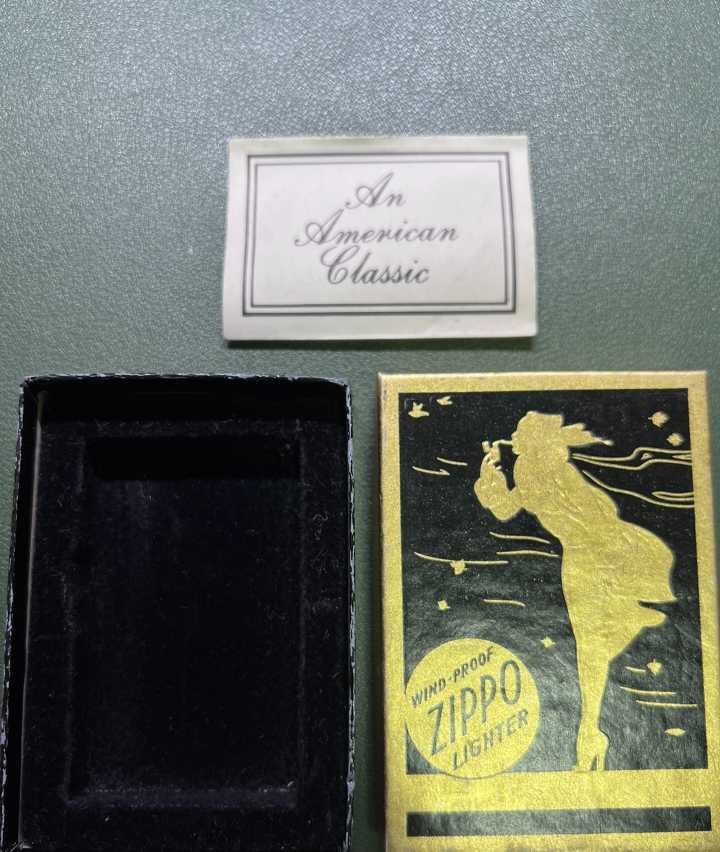 An
American
Classic
WIND-PROOF
ZIPPO
LIGHTER